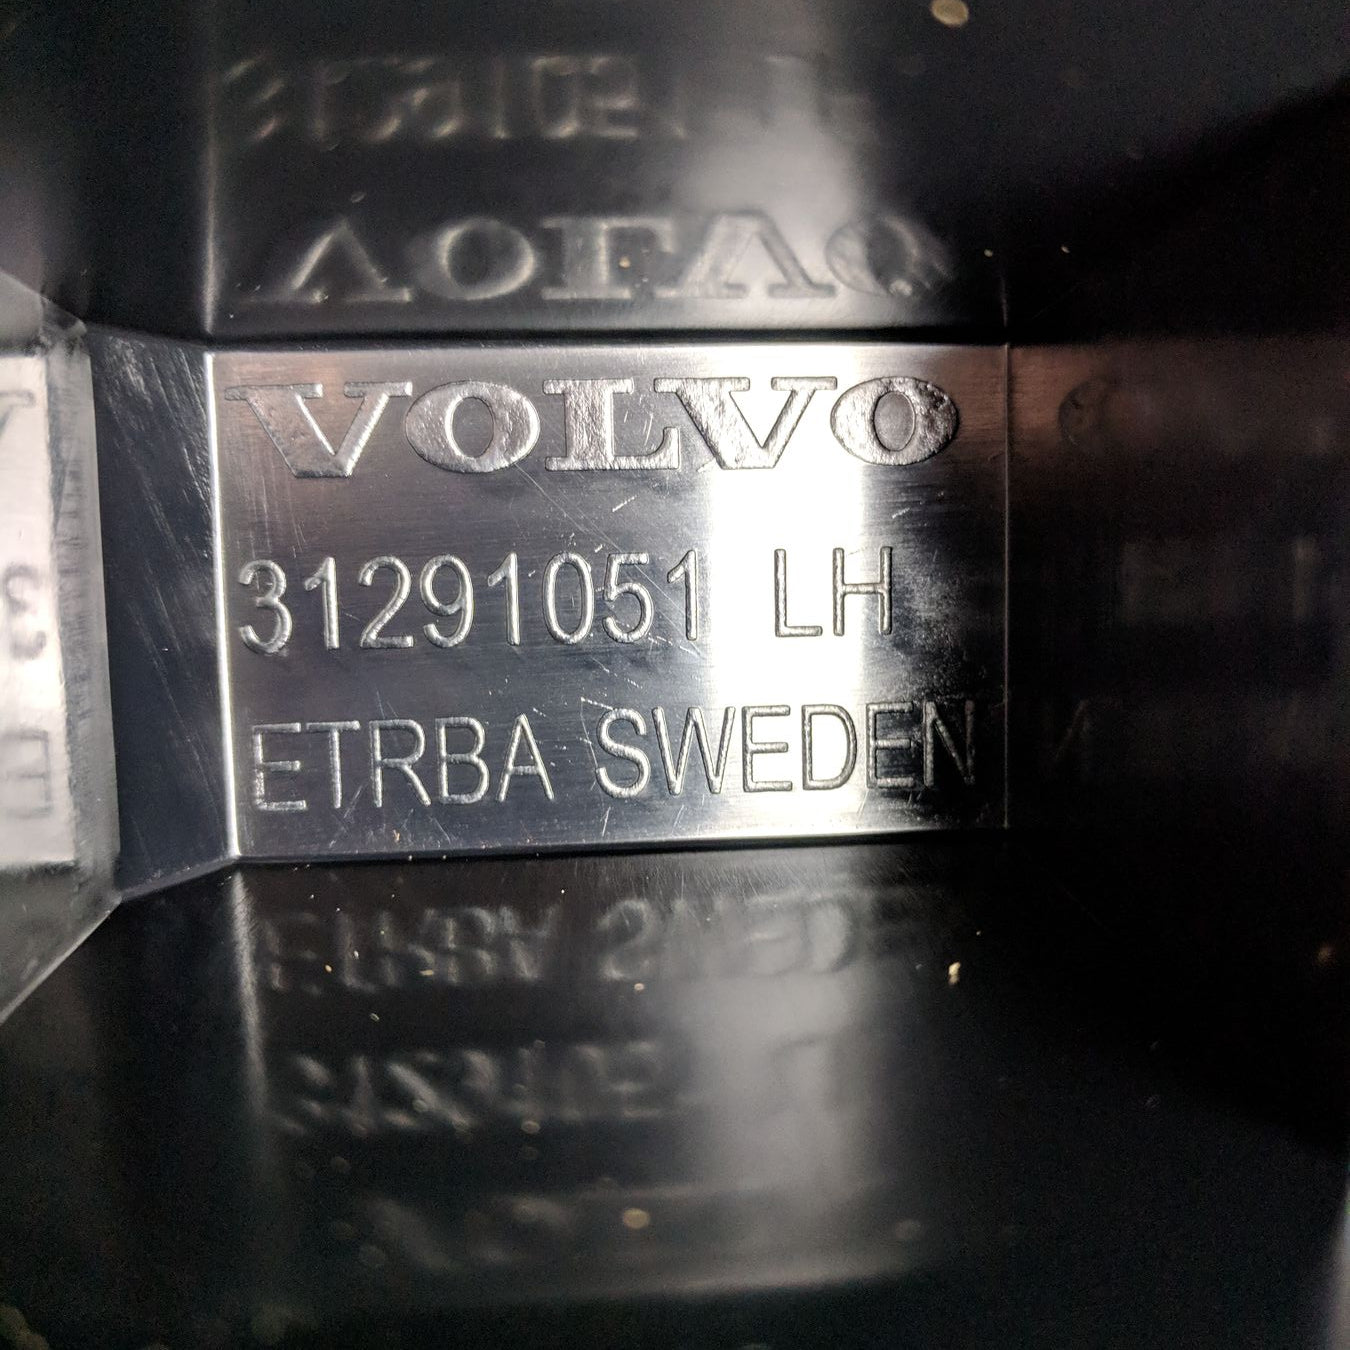 VOLVO
31291051 LH
ETRBA SWEDEN